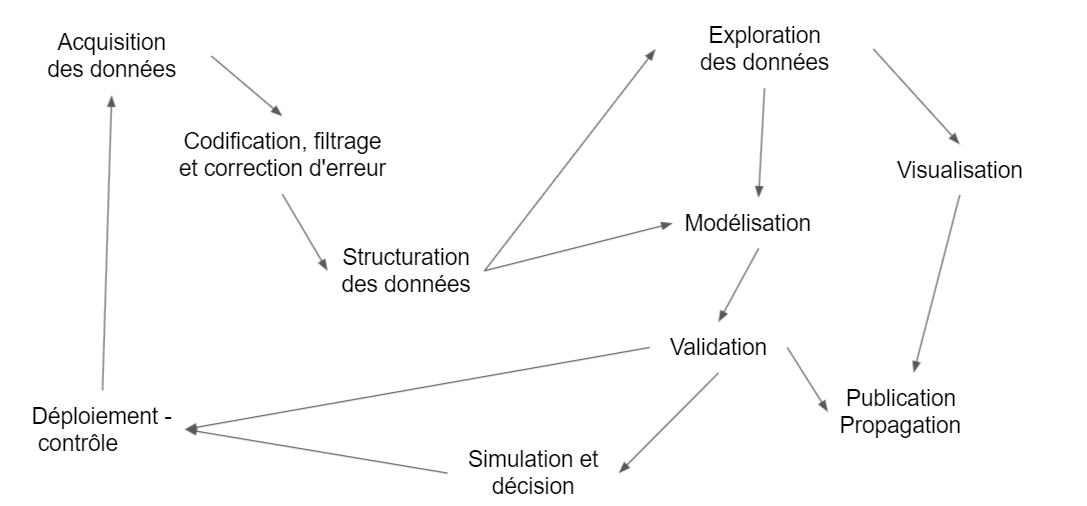 Acquisition
des données
Codification, filtrage
et correction d'erreur
Structuration
des données
Exploration
des données
Visualisation
Modélisation
Validation
Publication
Propagation
Simulation et
décision
Déploiement -
contrôle